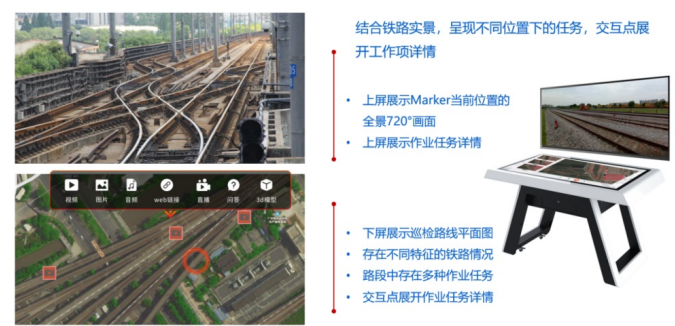 结合铁路实景，呈现不同位置下的任务，交互点展
开工作项详情
• 上屏展示Marker当前位置的
全景720°画面
• 上屏展示作业任务详情
视频 图片 音频 web链接 直播 问答 3d模型
• 下屏展示巡检路线平面图
• 存在不同特征的铁路情况
• 路段中存在多种作业任务
• 交互点展开作业任务详情